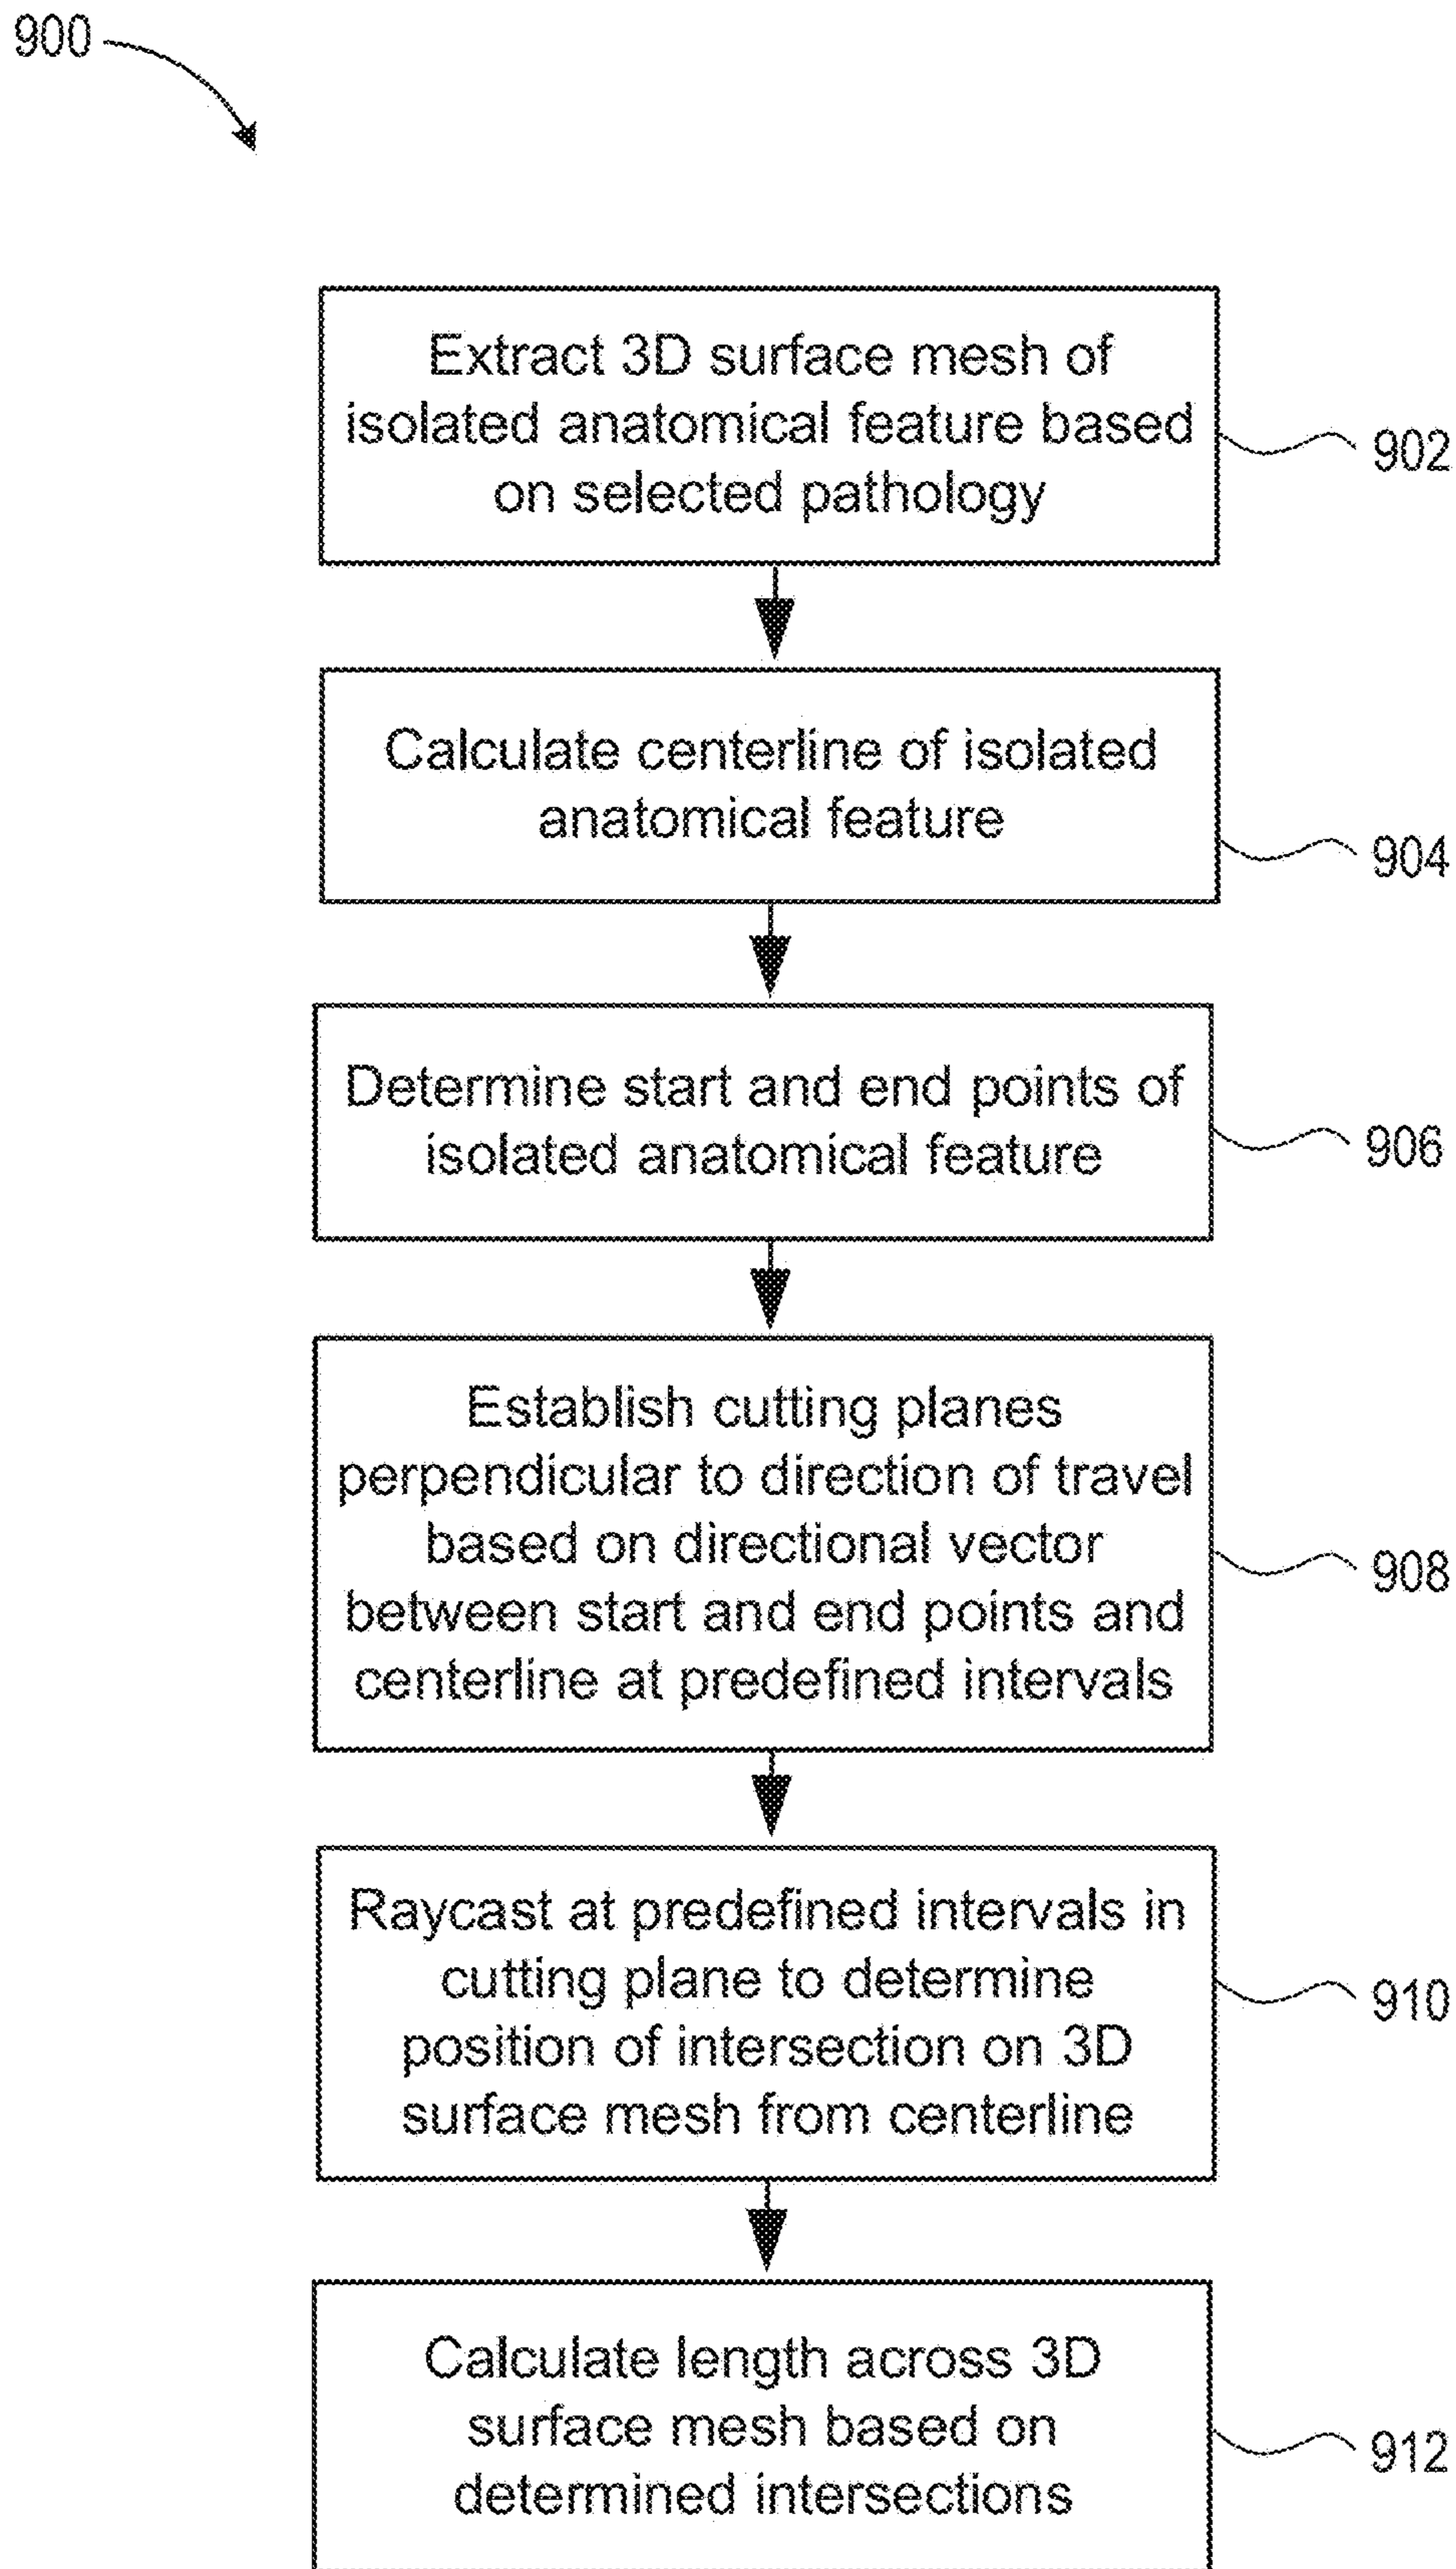 900
Extract 3D surface mesh of
isolated anatomical feature based
on selected pathology
902
Calculate centerline of isolated
anatomical feature
904
Determine start and end points of
isolated anatomical feature
906
Establish cutting planes
perpendicular to direction of travel
based on directional vector
between start and end points and
centerline at predefined intervals
908
Raycast at predefined intervals in
cutting plane to determine
position of intersection on 3D
surface mesh from centerline
910
Calculate length across 3D
surface mesh based on
determined intersections
912